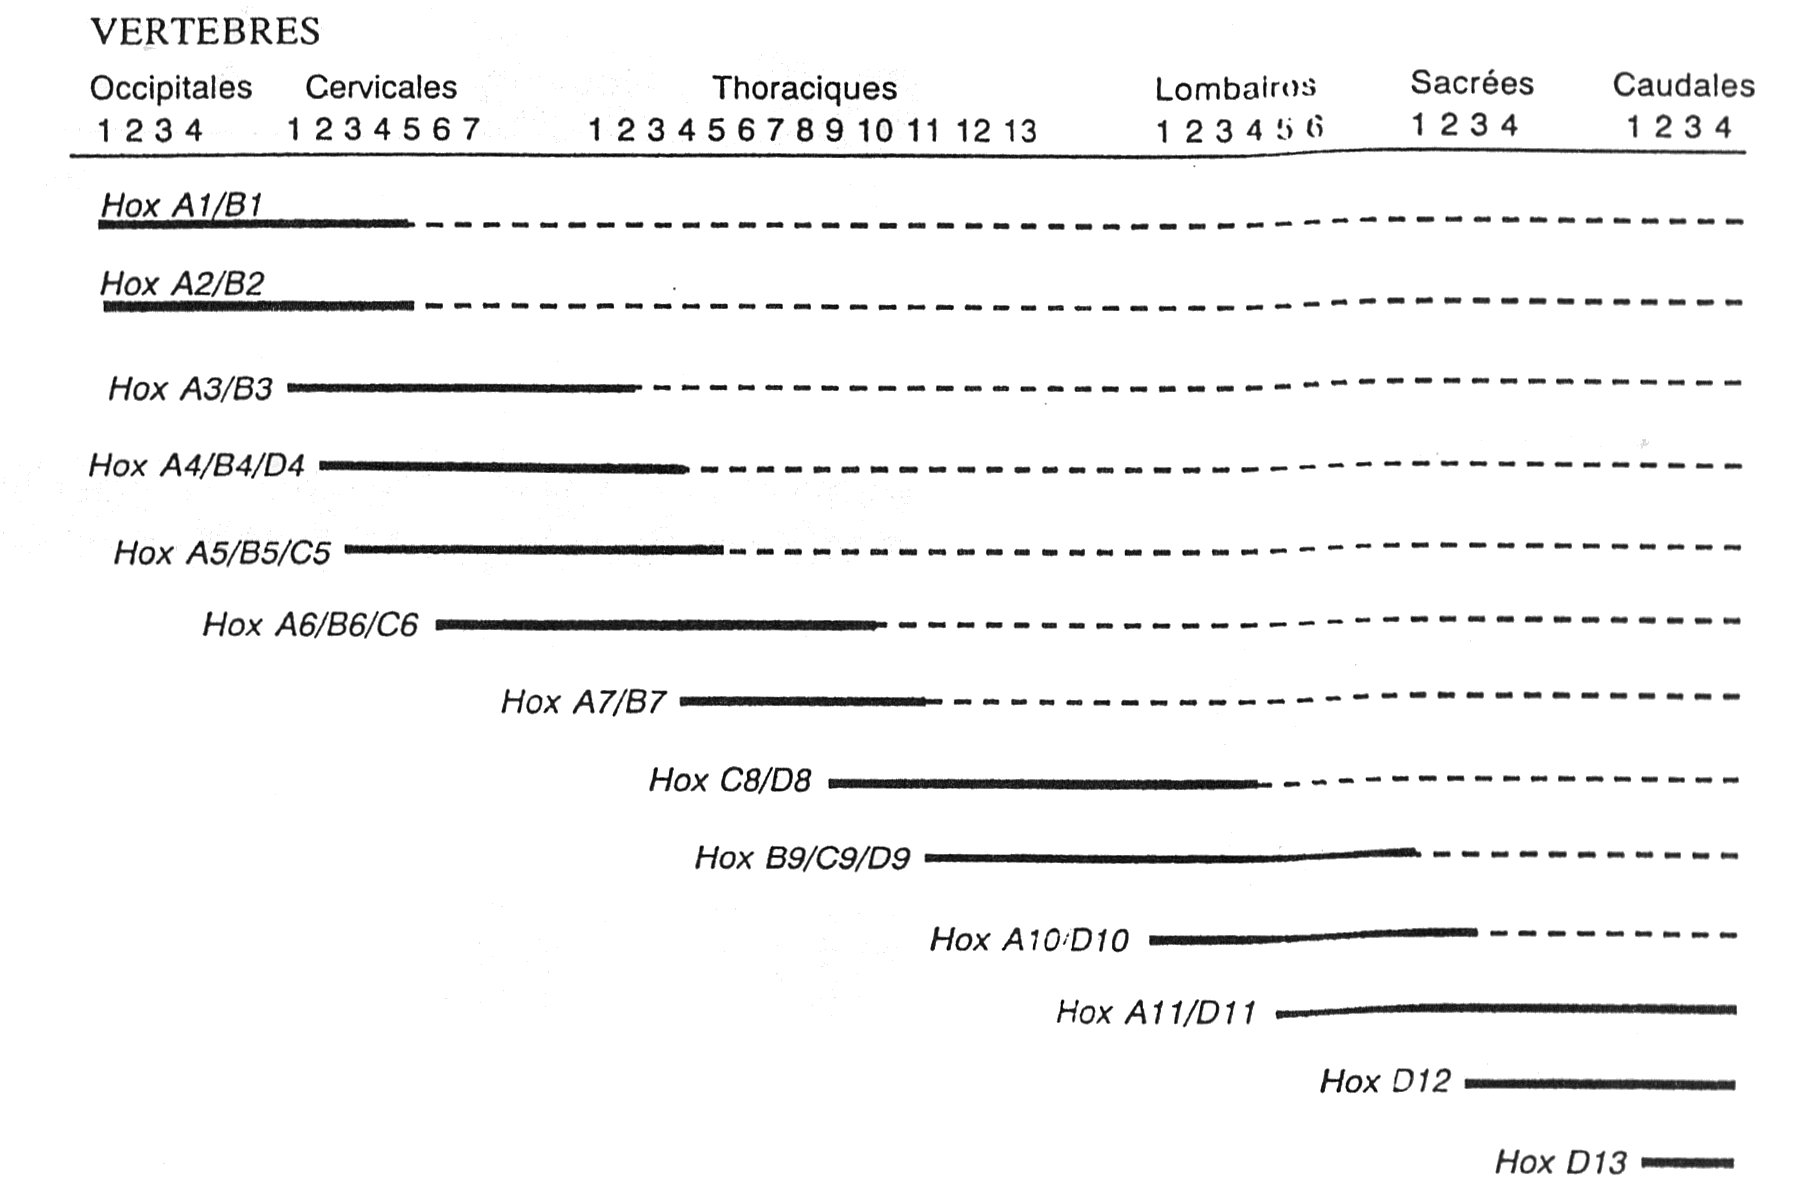 VERTEBRES
Occipitales Cervicales Thoraciques Lombaires Sacrées Caudales
1 2 3 4 1 2 3 4 5 6 7 1 2 3 4 5 6 7 8 9 10 11 12 13 1 2 3 4 5 6 1 2 3 4 1 2 3 4
Hox A1/B1
Hox A2/B2
Hox A3/B3
Hox A4/B4/D4
Hox A5/B5/C5
Hox A6/B6/C6
Hox A7/B7
Hox C8/D8
Hox B9/C9/D9
Hox A10/D10
Hox A11/D11
Hox D12
Hox D13